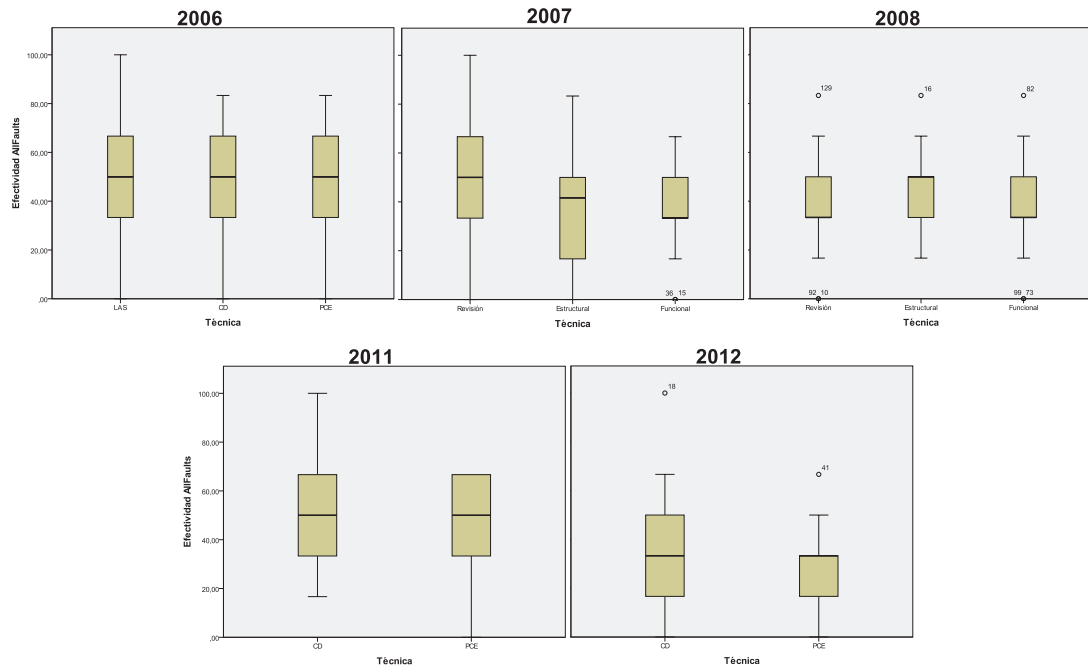 2006
2007
2008
Efectividad AllFaults
100,00
80,00
60,00
40,00
20,00
,00
LAS
CD
PCE
Tècnica
36 15
Revisión
Estructural
Funcional
Tècnica
129
16
82
92 10
99 73
Revisión
Estructural
Funcional
Tècnica
2011
2012
Efectividad AllFaults
100,00
80,00
60,00
40,00
20,00
,00
CD
PCE
Tècnica
18
41
CD
PCE
Tècnica